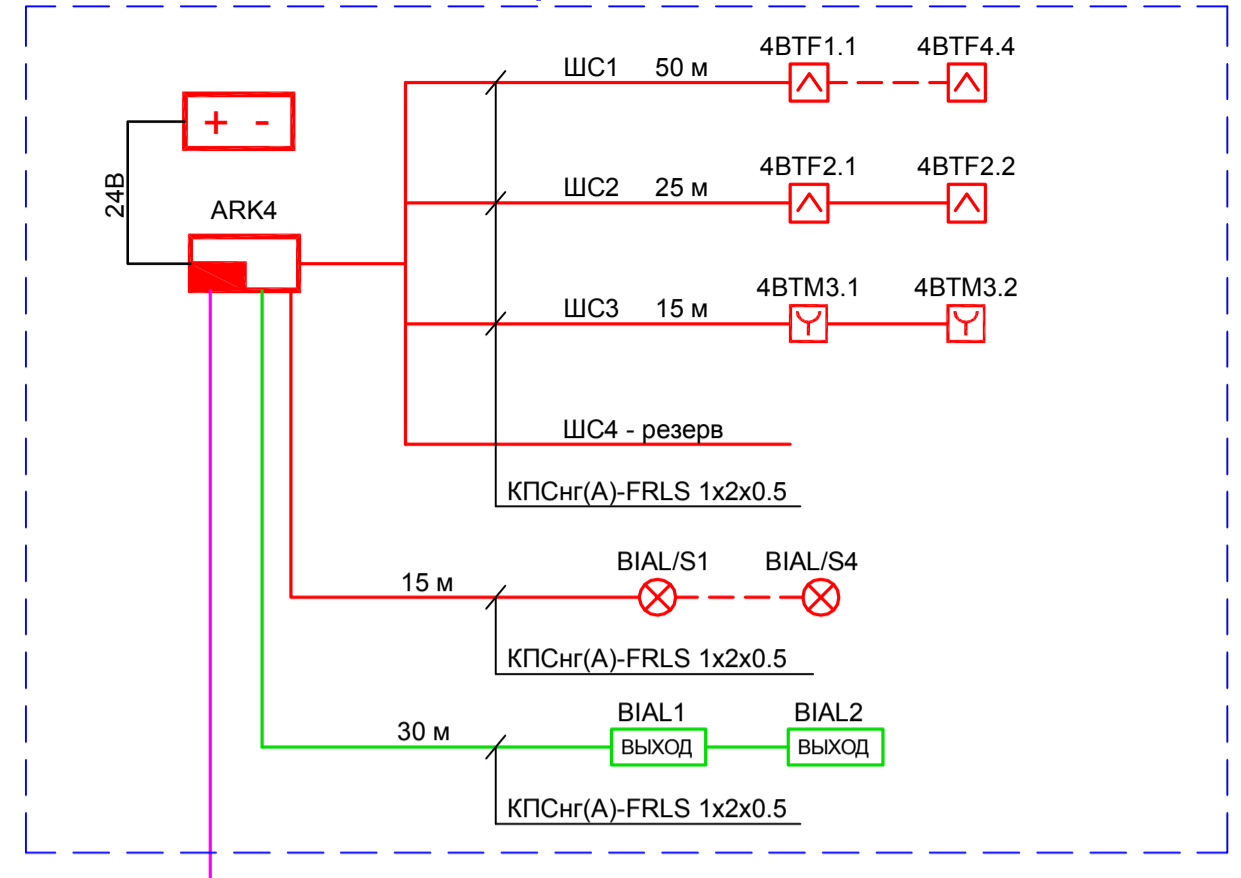 4BTF1.1 4BTF4.4
ШС1 50 м
+ -
24В
4BTF2.1 4BTF2.2
ШС2 25 м
ARK4
4BTM3.1 4BTM3.2
ШС3 15 м
ШС4 - резерв
КПСнг(А)-FRLS 1x2x0.5
BIAL/S1 BIAL/S4
15 м
КПСнг(А)-FRLS 1x2x0.5
BIAL1 BIAL2
30 м
ВЫХОД ВЫХОД
КПСнг(А)-FRLS 1x2x0.5